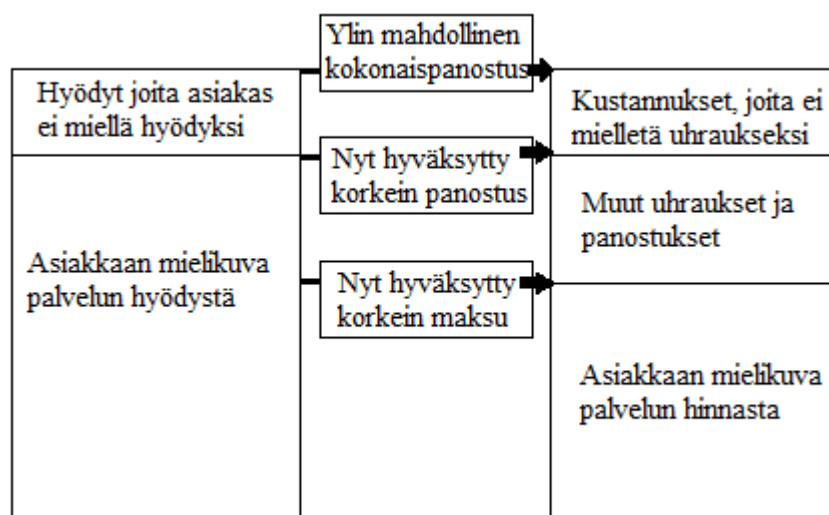 Hyödyt joita asiakas
ei miellä hyödyksi
Asiakkaan mielikuva
palvelun hyödystä
Ylin mahdollinen
kokonaispanostus
Nyt hyväksytty
korkein panostus
Nyt hyväksytty
korkein maksu
Kustannukset, joita ei
mielletä uhraukseksi
Muut uhraukset ja
panostukset
Asiakkaan mielikuva
palvelun hinnasta